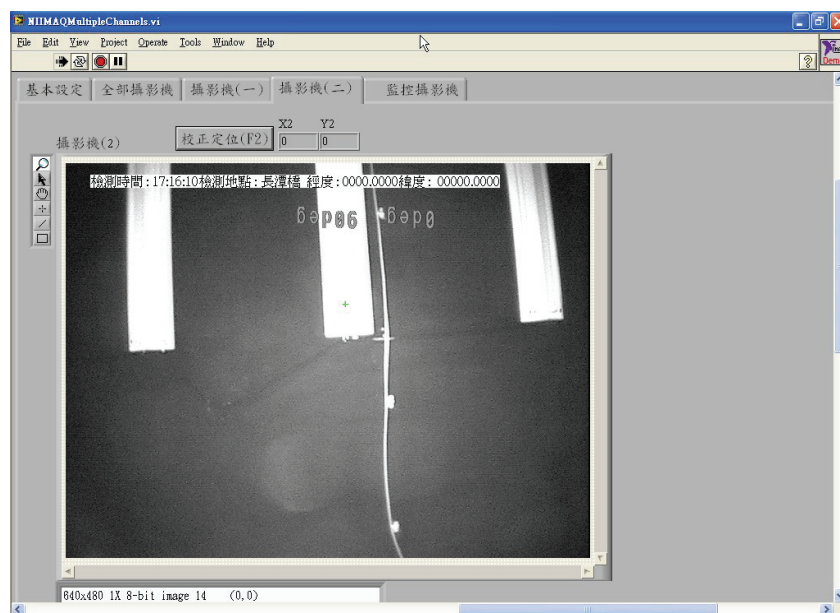 NIIMAQMultipleChannels.vi
File Edit View Project Operate Tools Window Help
Demo
基本設定 全部攝影機 攝影機(一) 攝影機(二) 監控攝影機
X2 Y2
攝影機(2) 校正定位(F2) 0 0
檢測時間:17:16:10檢測地點:長潭橋 經度:0000.0000緯度: 00000.0000
640x480 1X 8-bit image 14 (0,0)